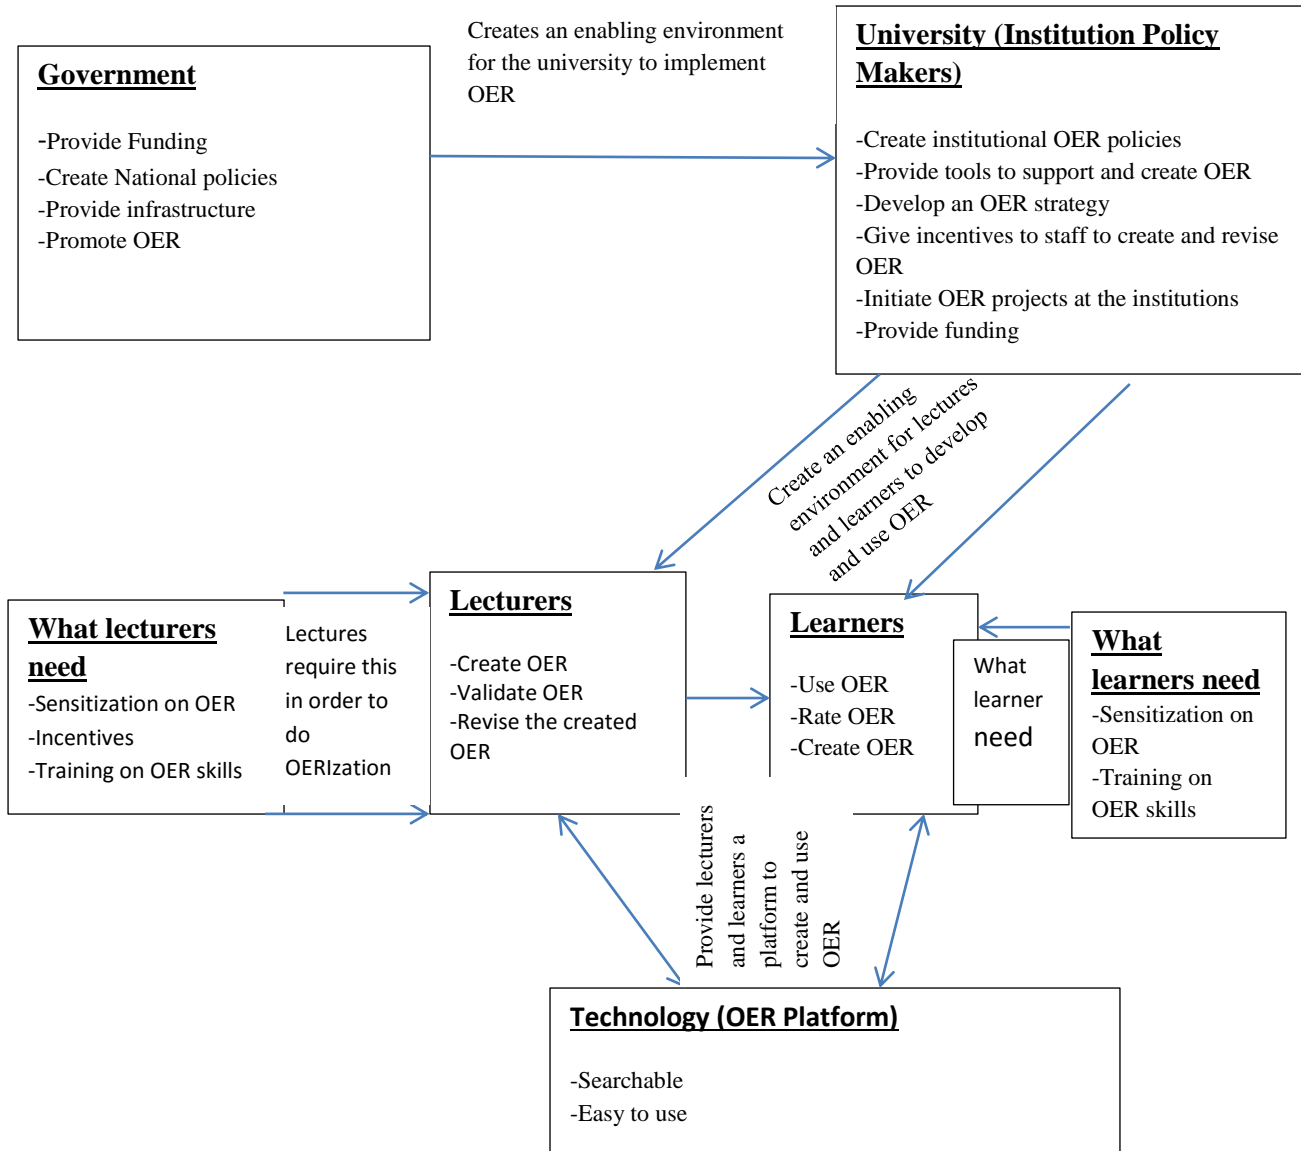 Government
-Provide Funding
-Create National policies
-Provide infrastructure
-Promote OER
Creates an enabling environment
for the university to implement
OER
University (Institution Policy
Makers)
-Create institutional OER policies
-Provide tools to support and create OER
-Develop an OER strategy
-Give incentives to staff to create and revise
OER
-Initiate OER projects at the institutions
-Provide funding
Create an enabling
environment for lectures
and learners to develop
and use OER
What lecturers
need
-Sensitization on OER
-Incentives
-Training on OER skills
Lectures
require this
in order to
do
OERIzation
Lecturers
-Create OER
-Validate OER
-Revise the created
OER
Learners
-Use OER
-Rate OER
-Create OER
What
learner
need
What
learners need
-Sensitization on
OER
-Training on
OER skills
Provide lecturers
and learners a
platform to
create and use
OER
Technology (OER Platform)
-Searchable
-Easy to use